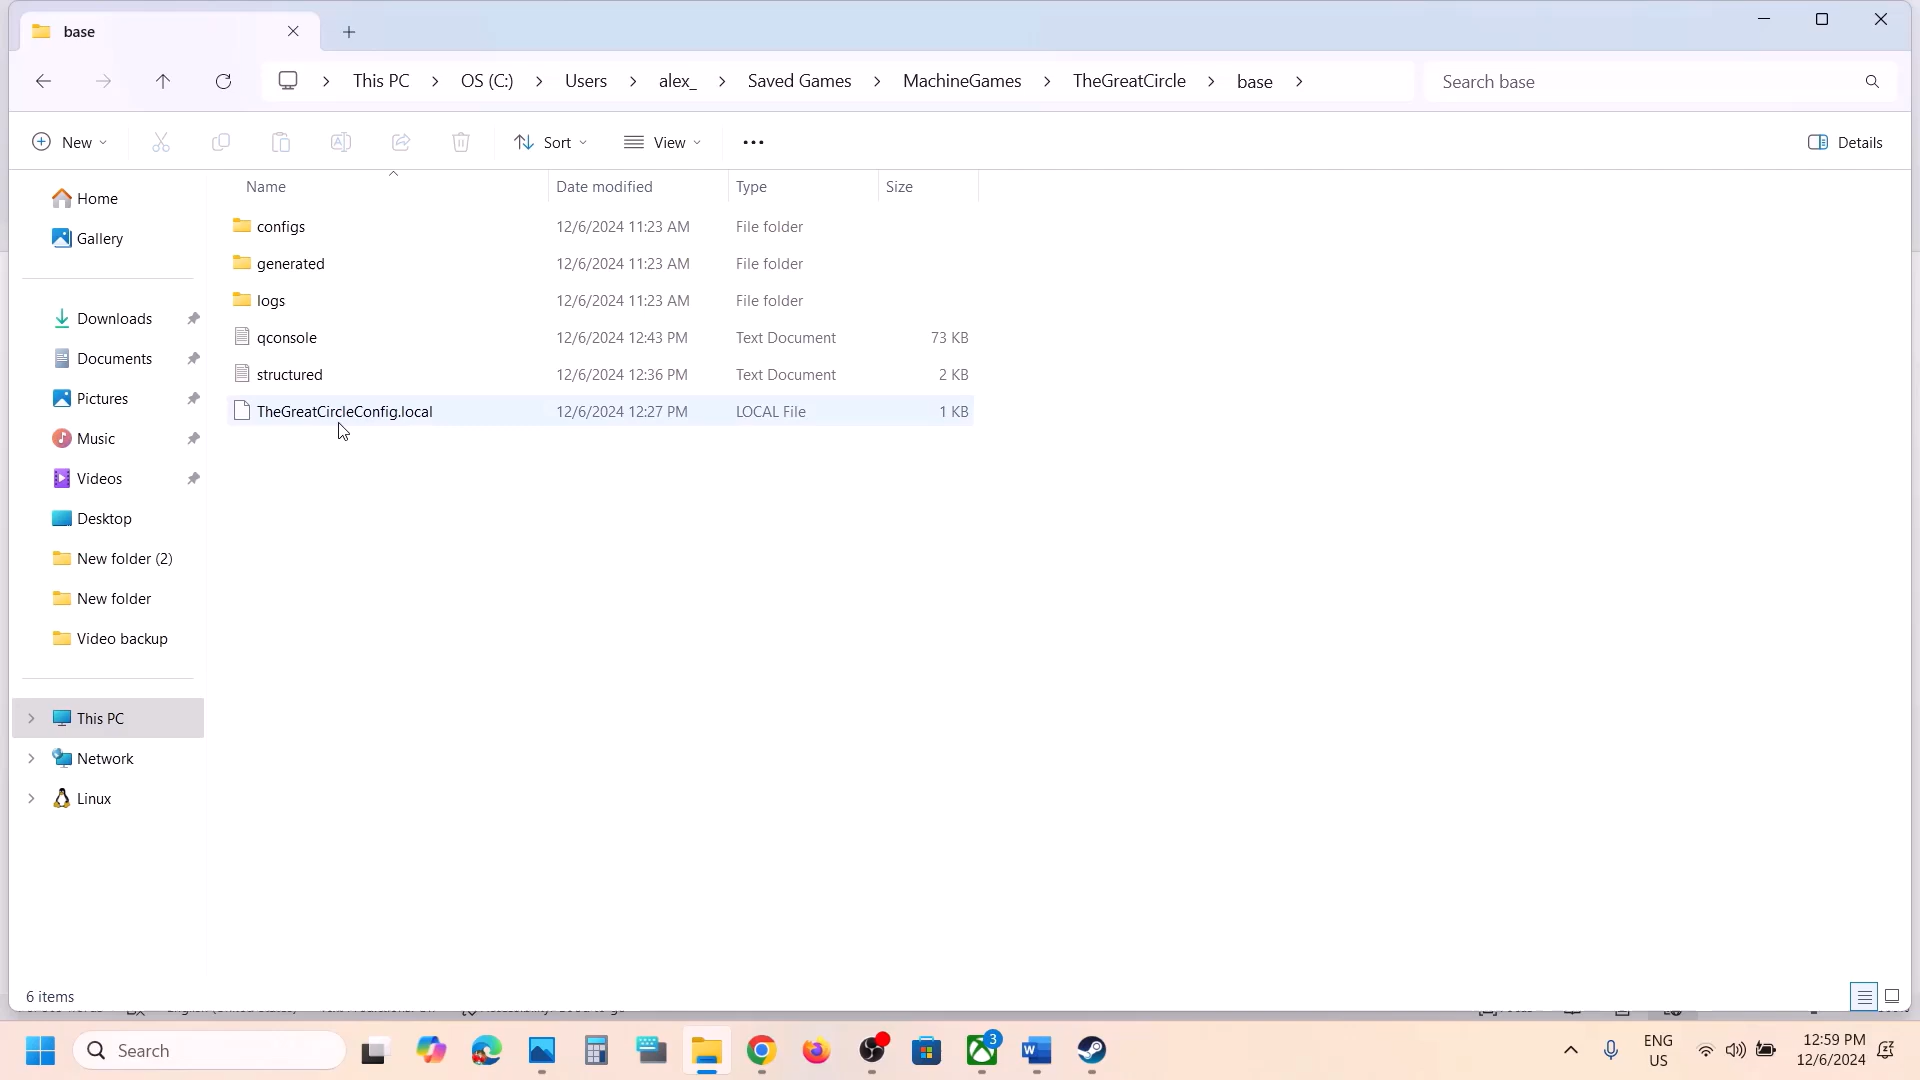 base
This PC
OS (C:)
Users
alex_
Saved Games
MachineGames
TheGreatCircle
base
Search base
New
Sort
View
Details
Name
Date modified
Type
Size
configs 12/6/2024 11:23 AM File folder
generated 12/6/2024 11:23 AM File folder
logs 12/6/2024 11:23 AM File folder
qconsole 12/6/2024 12:43 PM Text Document 73 KB
structured 12/6/2024 12:36 PM Text Document 2 KB
TheGreatCircleConfig.local 12/6/2024 12:27 PM LOCAL File 1 KB
Home
Gallery
Downloads
Documents
Pictures
Music
Videos
Desktop
New folder (2)
New folder
Video backup
This PC
Network
Linux
6 items
Search
3
ENG
US
12:59 PM
12/6/2024